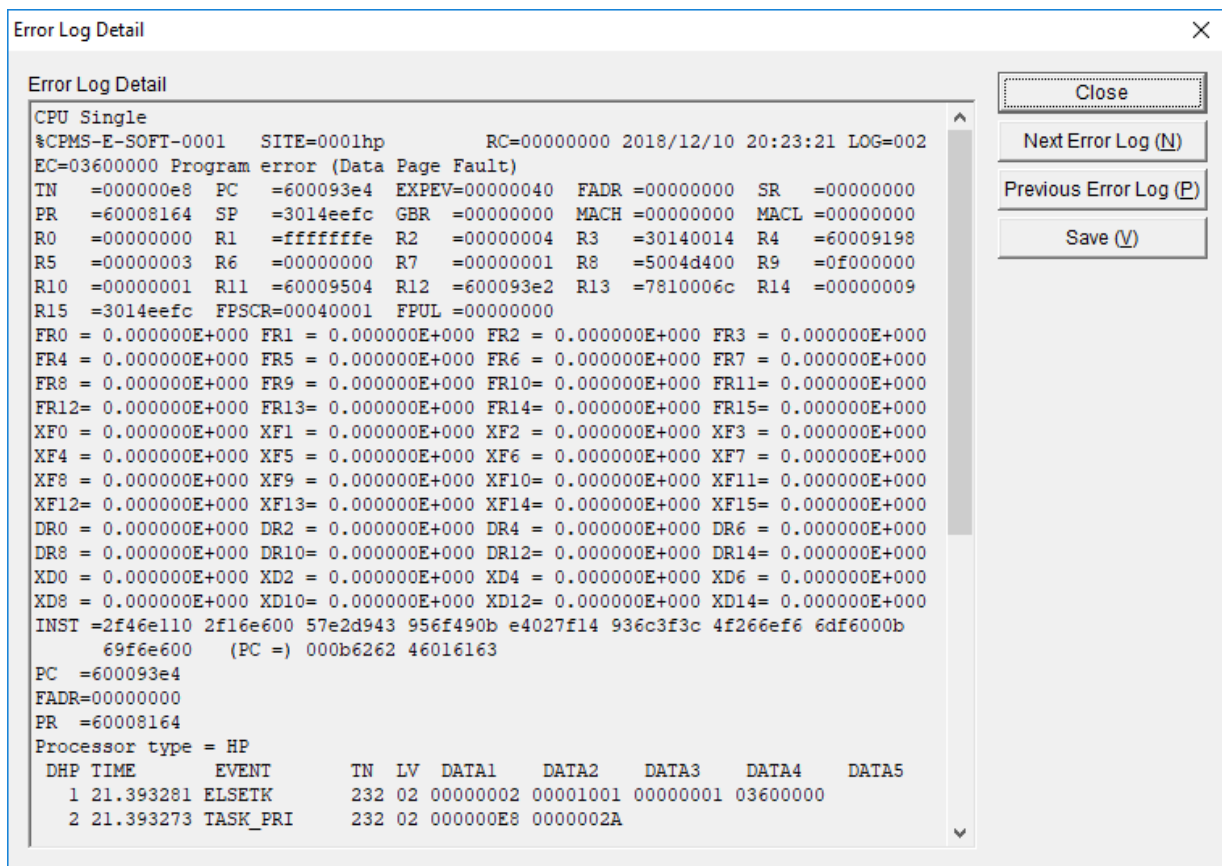 Error Log Detail
Error Log Detail
CPU Single
%CPMS-E-SOFT-0001   SITE=0001hp          RC=00000000 2018/12/10 20:23:21 LOG=002
EC=03600000 Program error (Data Page Fault)
TN   =000000e8  PC   =600093e4  EXPEV=00000040  FADR =00000000  SR   =00000000
PR   =60008164  SP   =3014eefc  GBR  =00000000  MACH =00000000  MACL =00000000
R0   =00000000  R1   =fffffffe  R2   =00000004  R3   =30140014  R4   =60009198
R5   =00000003  R6   =00000000  R7   =00000001  R8   =5004d400  R9   =0f000000
R10  =00000001  R11  =60009504  R12  =600093e2  R13  =7810006c  R14  =00000009
R15  =3014eefc  FPSCR=00040001  FPUL =00000000
FR0 = 0.000000E+000 FR1 = 0.000000E+000 FR2 = 0.000000E+000 FR3 = 0.000000E+000
FR4 = 0.000000E+000 FR5 = 0.000000E+000 FR6 = 0.000000E+000 FR7 = 0.000000E+000
FR8 = 0.000000E+000 FR9 = 0.000000E+000 FR10= 0.000000E+000 FR11= 0.000000E+000
FR12= 0.000000E+000 FR13= 0.000000E+000 FR14= 0.000000E+000 FR15= 0.000000E+000
XF0 = 0.000000E+000 XF1 = 0.000000E+000 XF2 = 0.000000E+000 XF3 = 0.000000E+000
XF4 = 0.000000E+000 XF5 = 0.000000E+000 XF6 = 0.000000E+000 XF7 = 0.000000E+000
XF8 = 0.000000E+000 XF9 = 0.000000E+000 XF10= 0.000000E+000 XF11= 0.000000E+000
XF12= 0.000000E+000 XF13= 0.000000E+000 XF14= 0.000000E+000 XF15= 0.000000E+000
DR0 = 0.000000E+000 DR2 = 0.000000E+000 DR4 = 0.000000E+000 DR6 = 0.000000E+000
DR8 = 0.000000E+000 DR10= 0.000000E+000 DR12= 0.000000E+000 DR14= 0.000000E+000
XD0 = 0.000000E+000 XD2 = 0.000000E+000 XD4 = 0.000000E+000 XD6 = 0.000000E+000
XD8 = 0.000000E+000 XD10= 0.000000E+000 XD12= 0.000000E+000 XD14= 0.000000E+000
INST =2f46e110 2f16e600 57e2d943 956f490b e4027f14 936c3f3c 4f266ef6 6df6000b
69f6e600   (PC =) 000b6262 46016163
PC  =600093e4
FADR=00000000
PR  =60008164
Processor type = HP
DHP TIME       EVENT       TN  LV  DATA1     DATA2     DATA3     DATA4     DATA5
1 21.393281 ELSETK      232 02 00000002 00001001 00000001 03600000
2 21.393273 TASK_PRI    232 02 000000E8 0000002A
Close
Next Error Log (N)
Previous Error Log (P)
Save (V)